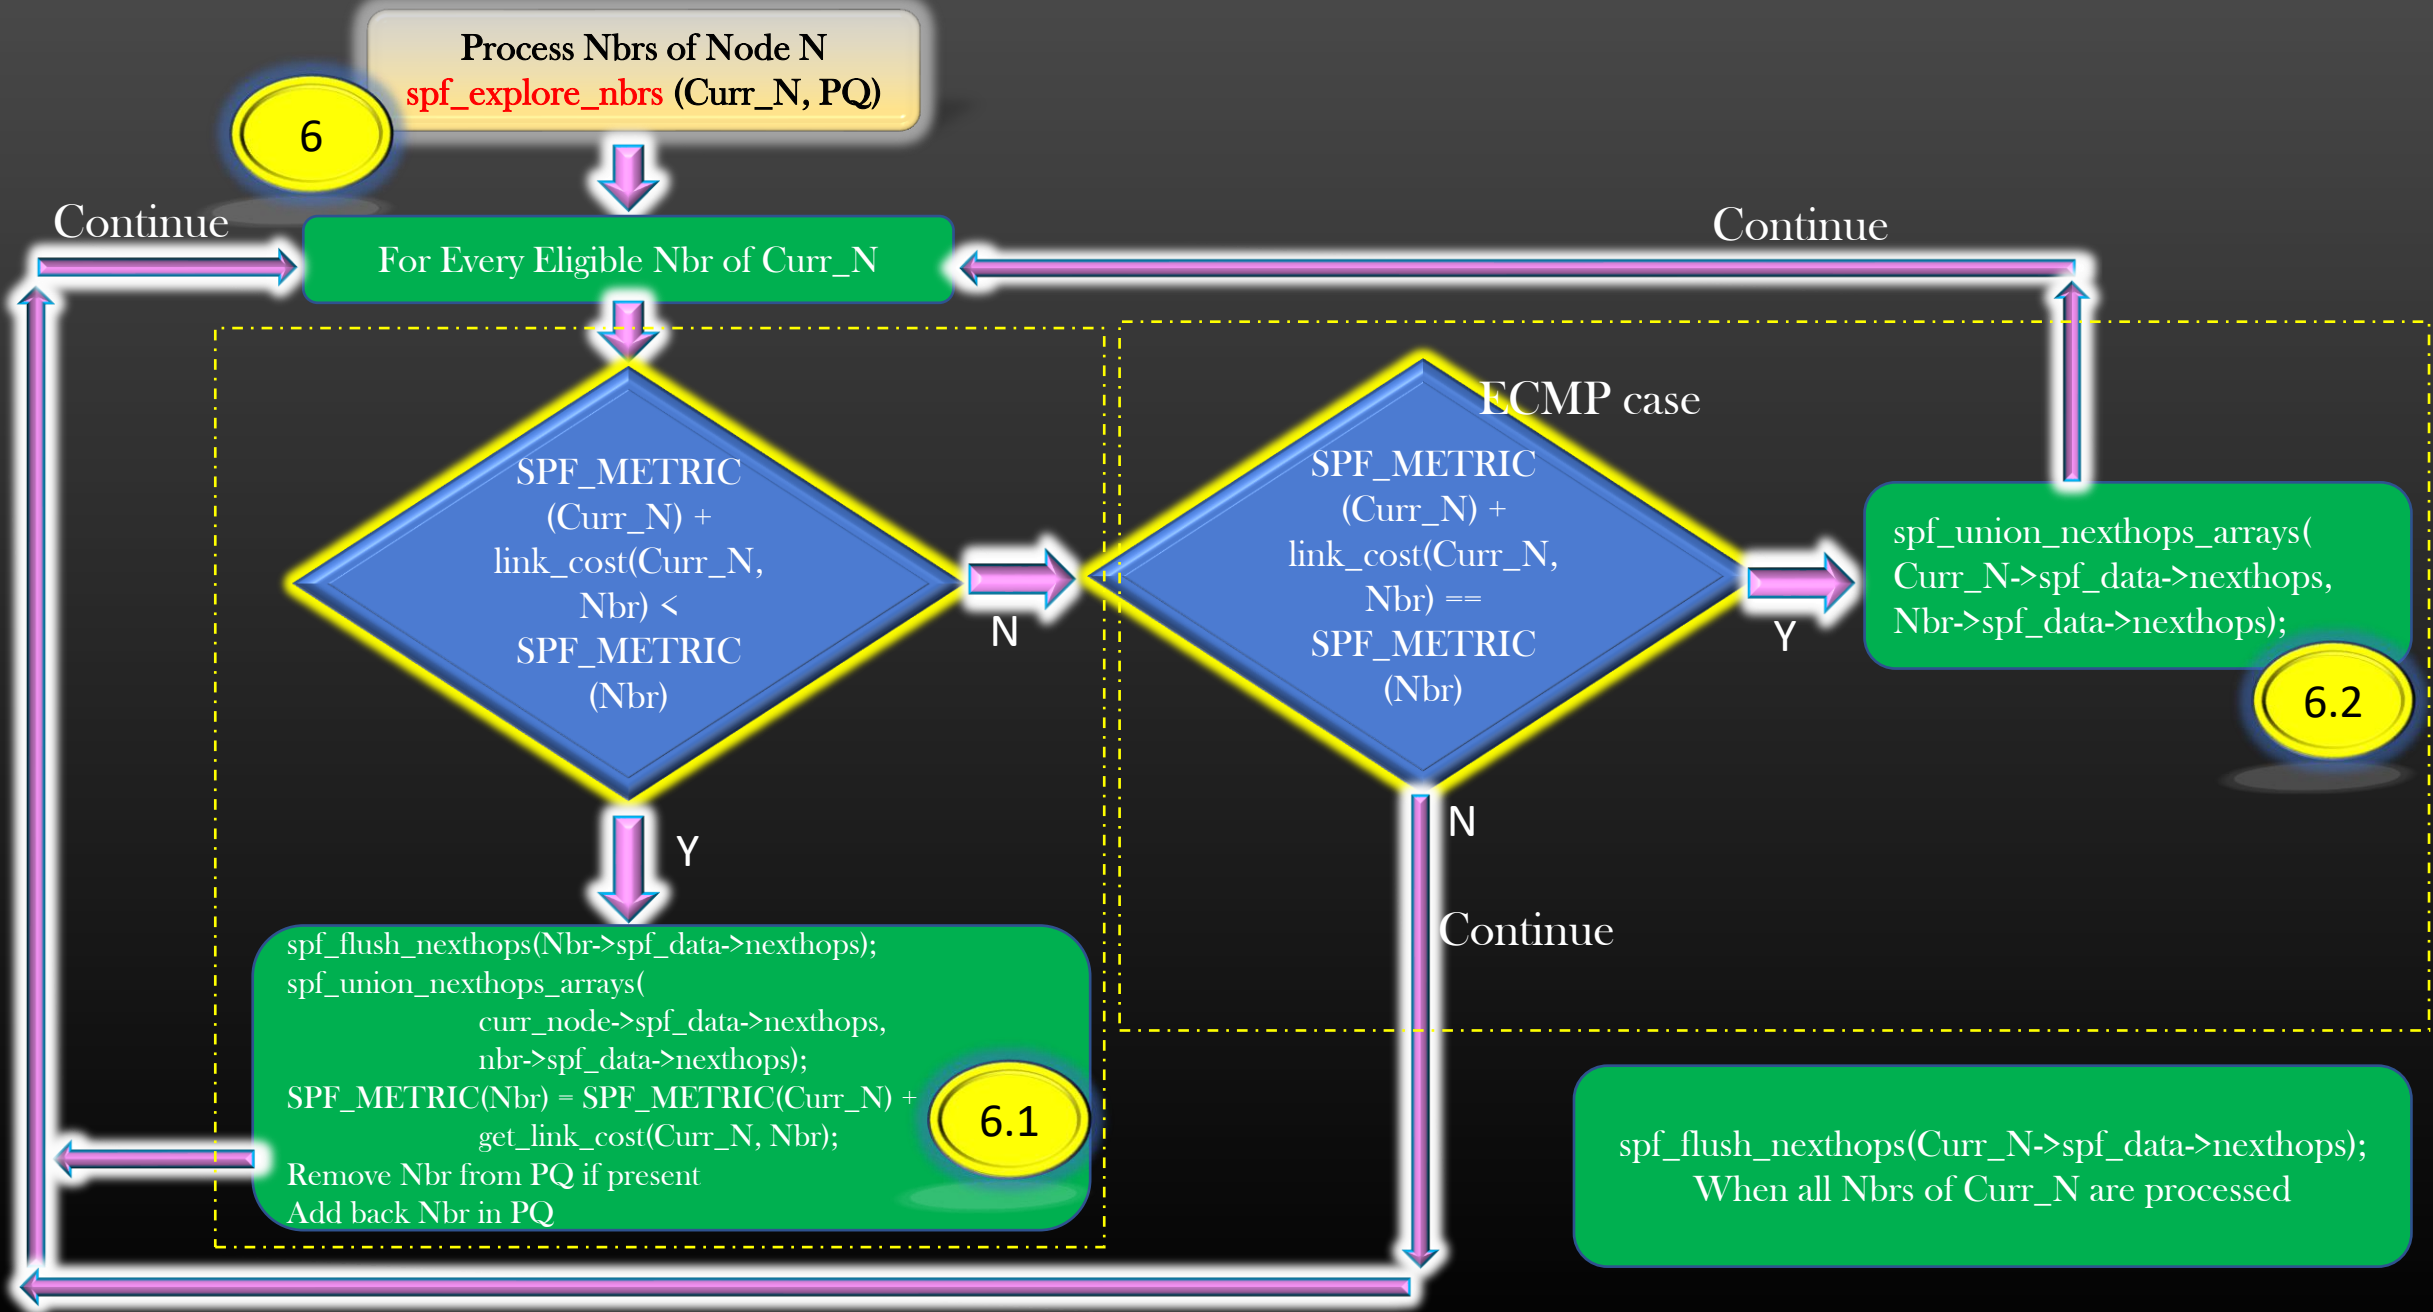 Process Nbrs of Node N
spf_explore_nbrs (Curr_N, PQ)
6
Continue
Continue
For Every Eligible Nbr of Curr_N
SPF_METRIC
(Curr_N) +
link_cost(Curr_N,
Nbr) <
SPF_METRIC
(Nbr)
N
Y
ECMP case
SPF_METRIC
(Curr_N) +
link_cost(Curr_N,
Nbr) ==
SPF_METRIC
(Nbr)
Y
N
Continue
spf_union_nexthops_arrays(
Curr_N->spf_data->nexthops,
Nbr->spf_data->nexthops);
6.2
spf_flush_nexthops(Nbr->spf_data->nexthops);
spf_union_nexthops_arrays(
curr_node->spf_data->nexthops,
nbr->spf_data->nexthops);
SPF_METRIC(Nbr) = SPF_METRIC(Curr_N) +
get_link_cost(Curr_N, Nbr);
Remove Nbr from PQ if present
Add back Nbr in PQ
6.1
spf_flush_nexthops(Curr_N->spf_data->nexthops);
When all Nbrs of Curr_N are processed